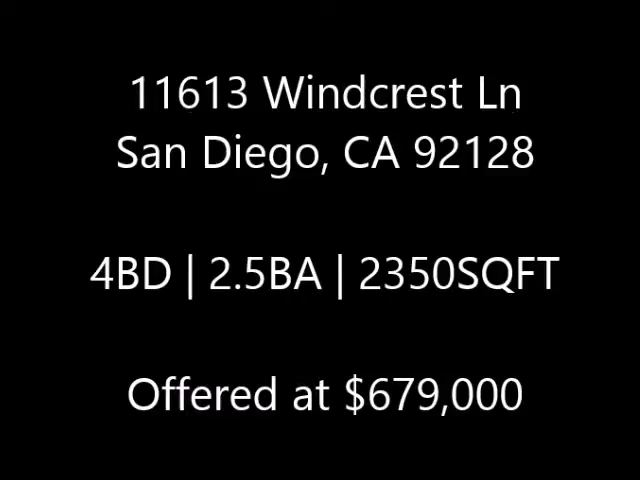 11613 Windcrest Ln
San Diego, CA 92128
4BD | 2.5BA | 2350SQFT
Offered at $679,000